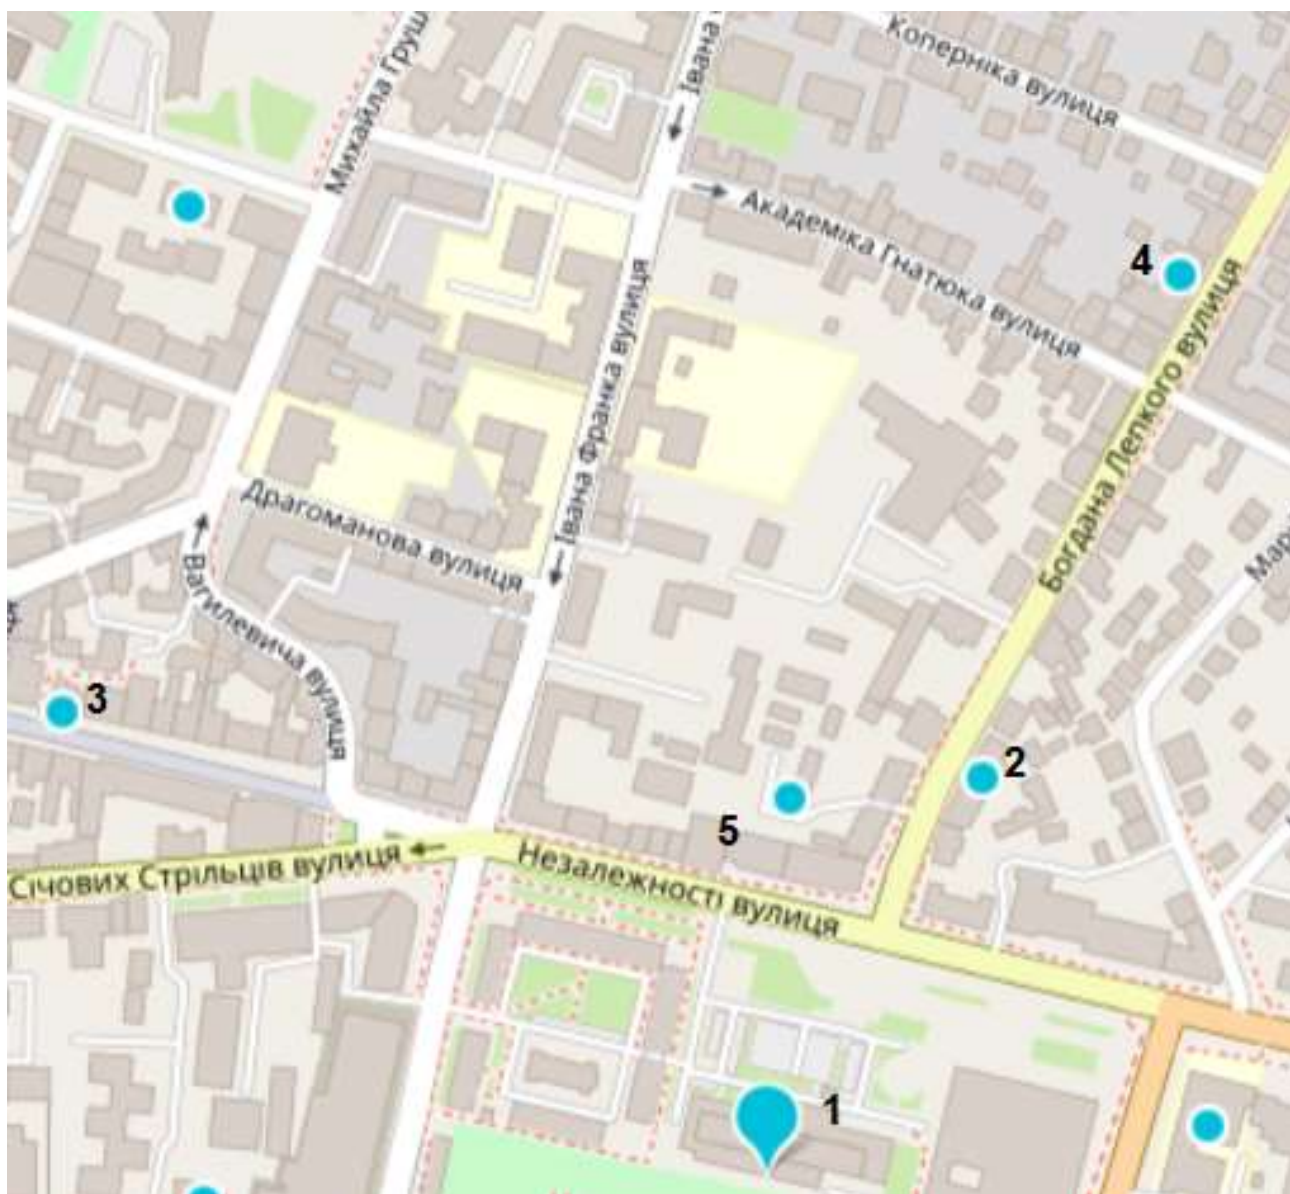 Михайла Груш
Івана
Коперніка вулиця
Академіка Гнатюка вулиця
4
Івана Франка вулиця
Богдана Лепкого вулиця
Драгоманова вулиця
Мар
Вагилевича вулиця
3
2
5
Січових Стрільців вулиця
Незалежності вулиця
1